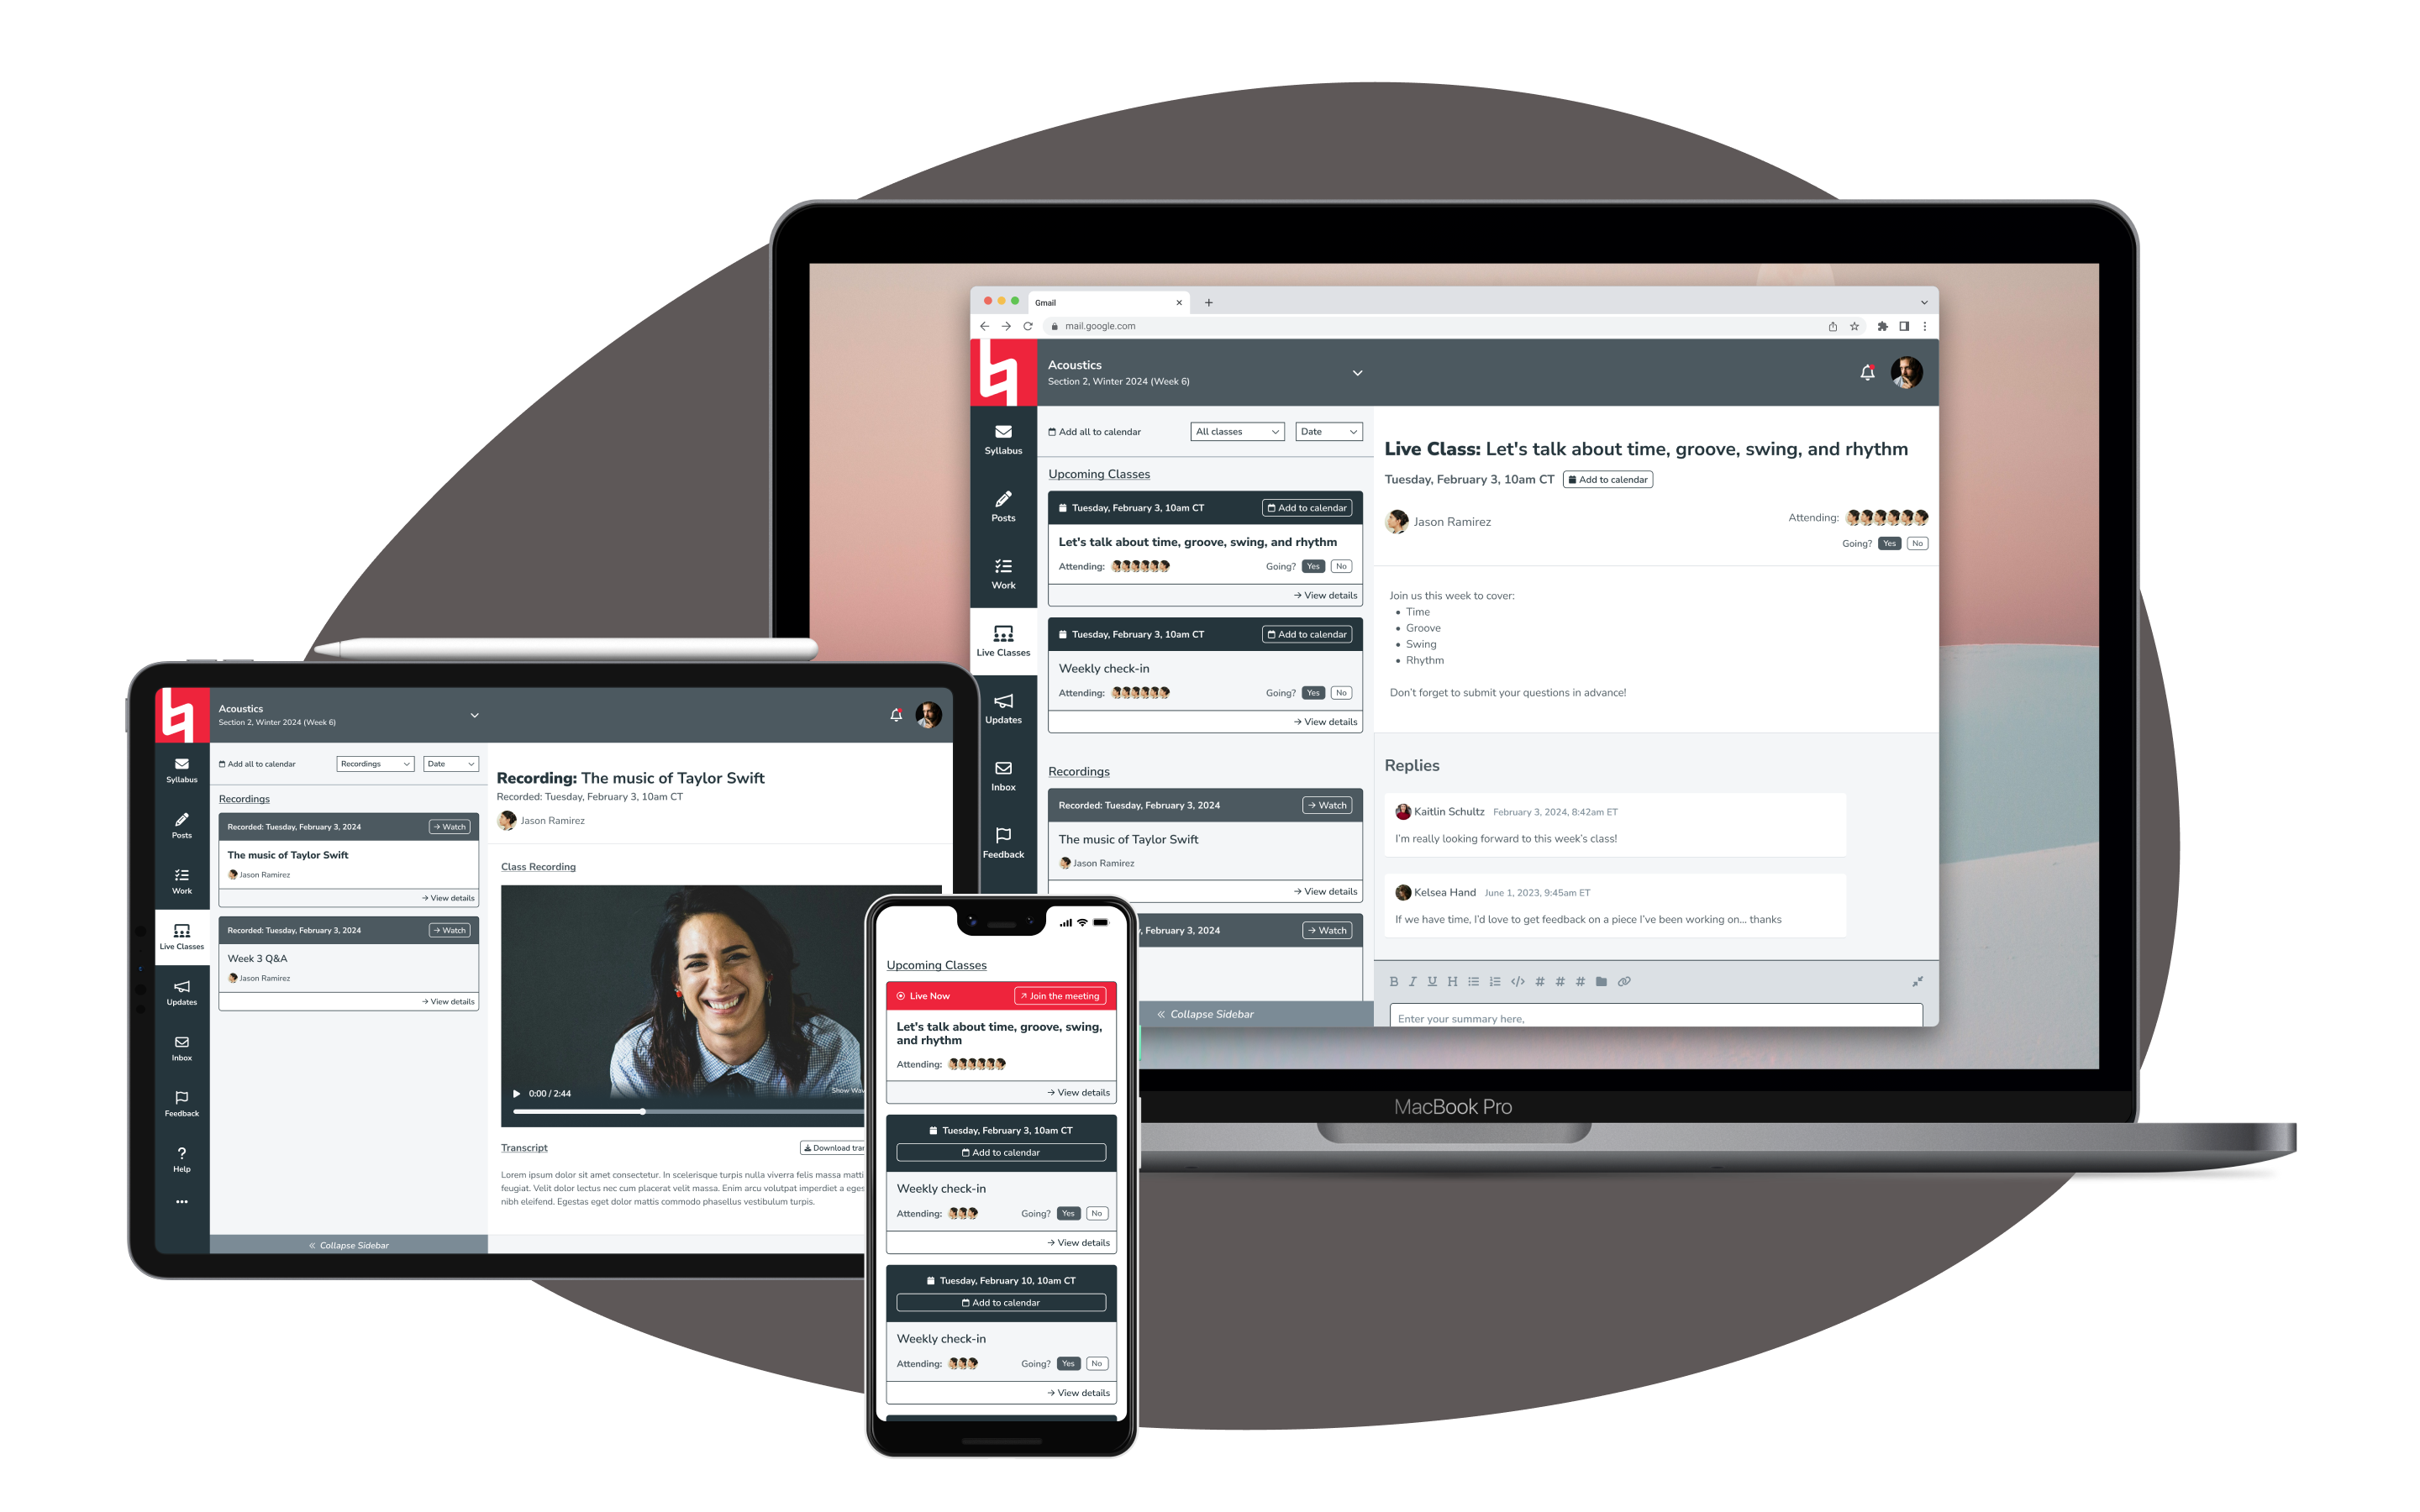 Gmail
mail.google.com
Acoustics
Section 2, Winter 2024 (Week 6)
Syllabus
Posts
Work
Live Classes
Updates
Inbox
Feedback
Add all to calendar
All classes
Date
Upcoming Classes
Tuesday, February 3, 10am CT
Add to calendar
Let's talk about time, groove, swing, and rhythm
Attending:
Going? Yes No
→ View details
Tuesday, February 3, 10am CT
Add to calendar
Weekly check-in
Attending:
Going? Yes No
→ View details
Recordings
Recorded: Tuesday, February 3, 2024
→ Watch
The music of Taylor Swift
Jason Ramirez
→ View details
February 3, 2024
→ Watch
« Collapse Sidebar
Live Class: Let's talk about time, groove, swing, and rhythm
Tuesday, February 3, 10am CT
Add to calendar
Jason Ramirez
Attending:
Going? Yes No
Join us this week to cover:
• Time
• Groove
• Swing
• Rhythm
Don't forget to submit your questions in advance!
Replies
Kaitlin Schultz February 3, 2024, 8:42am ET
I'm really looking forward to this week's class!
Kelsea Hand June 1, 2023, 9:45am ET
If we have time, I'd love to get feedback on a piece I've been working on... thanks
B I U H </> # # #
Enter your summary here,
MacBook Pro
Acoustics
Section 2, Winter 2024 (Week 6)
Syllabus
Posts
Work
Live Classes
Updates
Inbox
Feedback
? Help
Add all to calendar
Recordings
Date
Recordings
Recorded: Tuesday, February 3, 2024
→ Watch
The music of Taylor Swift
Jason Ramirez
→ View details
Recorded: Tuesday, February 3, 2024
→ Watch
Week 3 Q&A
Jason Ramirez
→ View details
« Collapse Sidebar
Recording: The music of Taylor Swift
Recorded: Tuesday, February 3, 10am CT
Jason Ramirez
Class Recording
0:00 / 2:44
Show
Transcript
Download
Lorem ipsum dolor sit amet consectetur. In scelerisque turpis nulla viverra felis massa
feugiat. Velit dolor lectus nec cum placerat velit massa. Enim arcu volutpat imperdiet a
nibh eleifend. Egestas eget dolor mattis commodo phasellus vestibulum turpis.
Upcoming Classes
Live Now
Join the meeting
Let's talk about time, groove, swing,
and rhythm
Attending:
→ View details
Tuesday, February 3, 10am CT
Add to calendar
Weekly check-in
Attending:
Going? Yes No
→ View details
Tuesday, February 10, 10am CT
Add to calendar
Weekly check-in
Attending:
Going? Yes No
→ View details